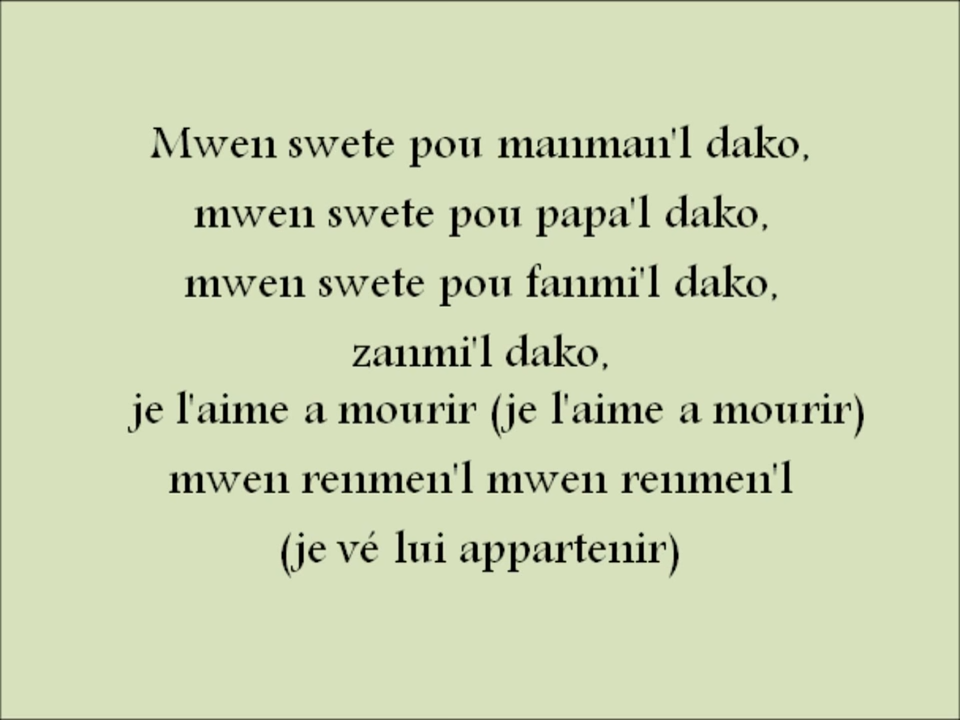 Mwen swete pou manman'l dako,
mwen swete pou papa'l dako,
mwen swete pou fanmi'l dako,
zanmi'l dako,
je l'aime a mourir (je l'aime a mourir)
mwen renmen'l mwen renmen'l
(je vé lui appartenir)